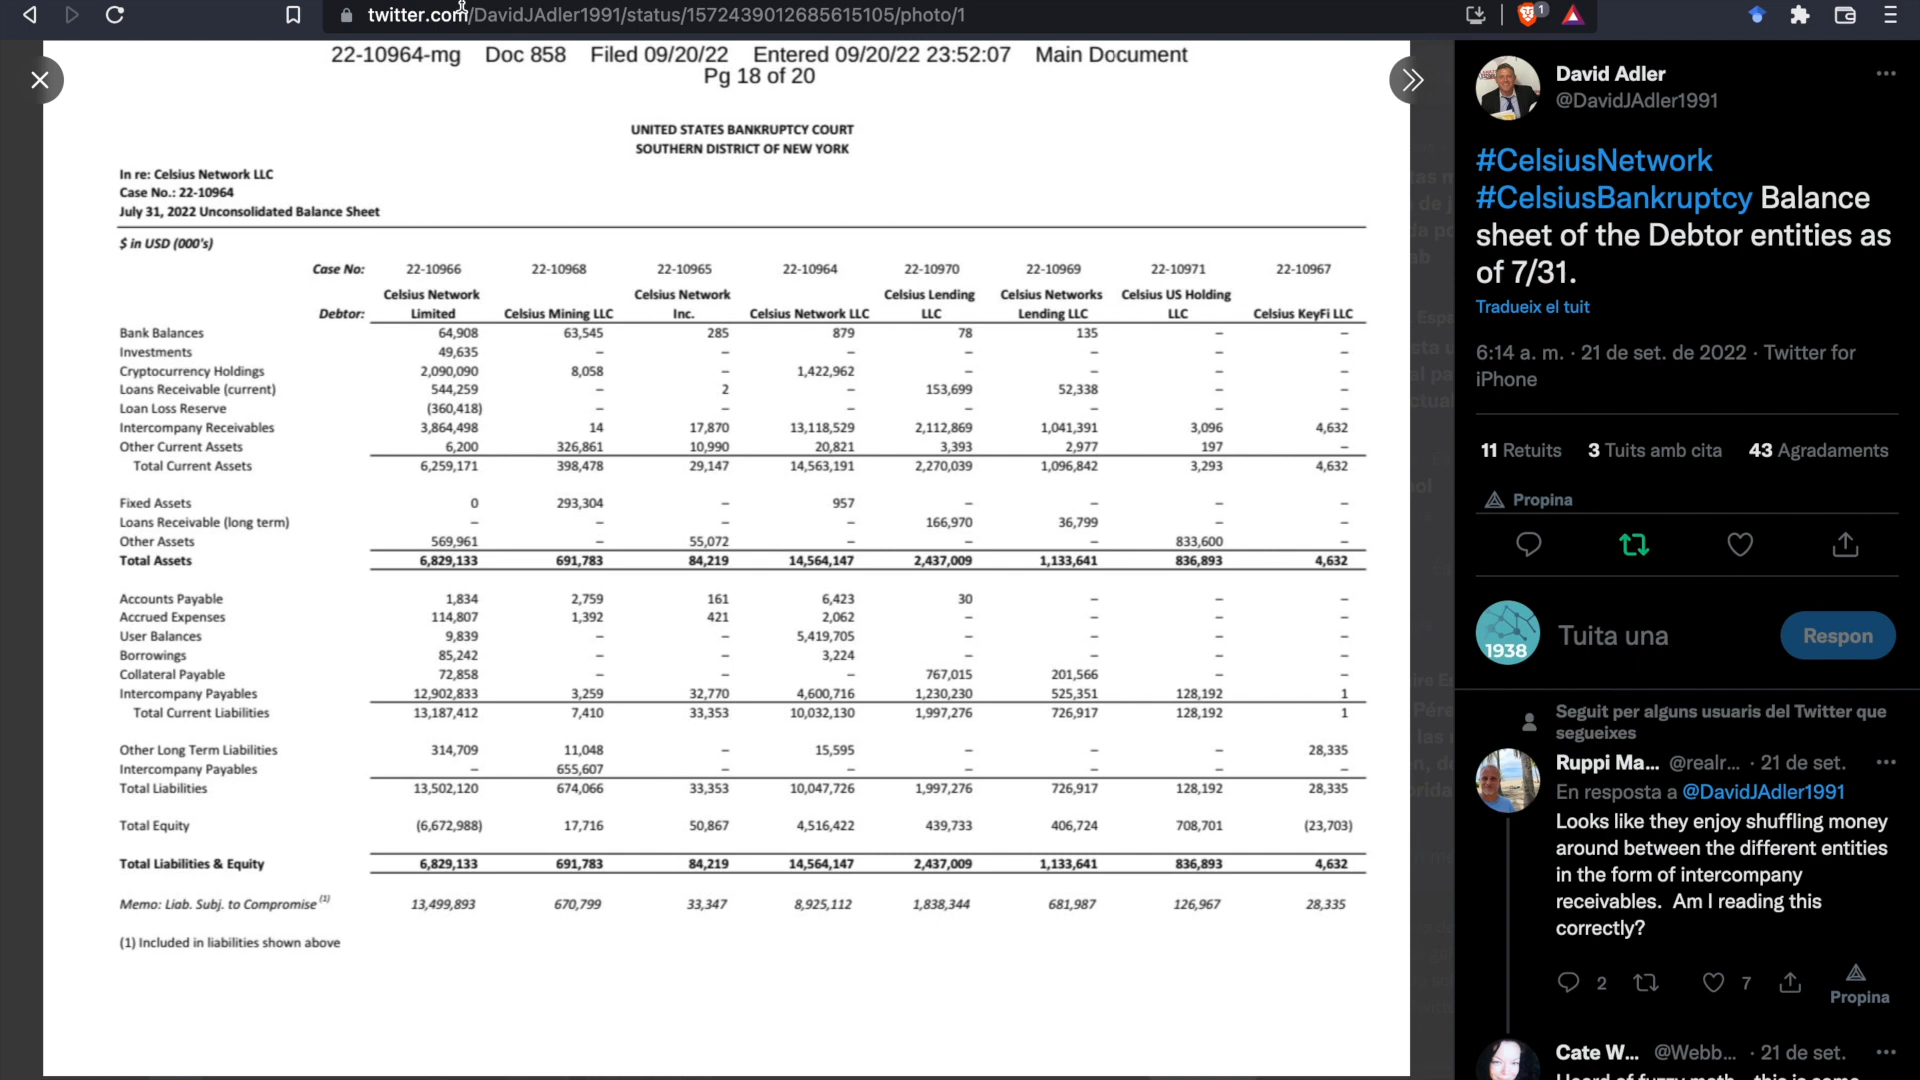 twitter.com/DavidJAdler1991/status/1572439012685615105/photo/1
1
22-10964-mg Doc 858 Filed 09/20/22 Entered 09/20/22 23:52:07 Main Document
Pg 18 of 20
UNITED STATES BANKRUPTCY COURT
SOUTHERN DISTRICT OF NEW YORK
In re: Celsius Network LLC
Case No.: 22-10964
July 31, 2022 Unconsolidated Balance Sheet
$ in USD (000's)
Case No: 22-10966 22-10968 22-10965 22-10964 22-10970 22-10969 22-10971 22-10967
Celsius Network Celsius Network Celsius Lending Celsius Networks Celsius US Holding
Debtor: Limited Celsius Mining LLC Inc. Celsius Network LLC LLC Lending LLC LLC Celsius KeyFi LLC
Bank Balances 64,908 63,545 285 879 78 135 – –
Investments 49,635 – – – – – – –
Cryptocurrency Holdings 2,090,090 8,058 – 1,422,962 – – – –
Loans Receivable (current) 544,259 – 2 – 153,699 52,338 – –
Loan Loss Reserve (360,418) – – – – – – –
Intercompany Receivables 3,864,498 14 17,870 13,118,529 2,112,869 1,041,391 3,096 4,632
Other Current Assets 6,200 326,861 10,990 20,821 3,393 2,977 197 –
Total Current Assets 6,259,171 398,478 29,147 14,563,191 2,270,039 1,096,842 3,293 4,632
Fixed Assets 0 293,304 – 957 – – – –
Loans Receivable (long term) – – – – 166,970 36,799 – –
Other Assets 569,961 – 55,072 – – – 833,600 –
Total Assets 6,829,133 691,783 84,219 14,564,147 2,437,009 1,133,641 836,893 4,632
Accounts Payable 1,834 2,759 161 6,423 30 – – –
Accrued Expenses 114,807 1,392 421 2,062 – – – –
User Balances 9,839 – – 5,419,705 – – – –
Borrowings 85,242 – – 3,224 – – – –
Collateral Payable 72,858 – – – 767,015 201,566 – –
Intercompany Payables 12,902,833 3,259 32,770 4,600,716 1,230,230 525,351 128,192 1
Total Current Liabilities 13,187,412 7,410 33,353 10,032,130 1,997,276 726,917 128,192 1
Other Long Term Liabilities 314,709 11,048 – 15,595 – – – 28,335
Intercompany Payables – 655,607 – – – – – –
Total Liabilities 13,502,120 674,066 33,353 10,047,726 1,997,276 726,917 128,192 28,335
Total Equity (6,672,988) 17,716 50,867 4,516,422 439,733 406,724 708,701 (23,703)
Total Liabilities & Equity 6,829,133 691,783 84,219 14,564,147 2,437,009 1,133,641 836,893 4,632
Memo: Liab. Subj. to Compromise (1) 13,499,893 670,799 33,347 8,925,112 1,838,344 681,987 126,967 28,335
(1) Included in liabilities shown above
David Adler
@DavidJAdler1991
#CelsiusNetwork
#CelsiusBankruptcy Balance
sheet of the Debtor entities as
of 7/31.
Tradueix el tuit
6:14 a. m. · 21 de set. de 2022 · Twitter for
iPhone
11 Retuits 3 Tuits amb cita 43 Agradaments
Propina
1938
Tuita una
Respon
Seguit per alguns usuaris del Twitter que
segueixes
Ruppi Ma... @realr... · 21 de set.
En resposta a @DavidJAdler1991
Looks like they enjoy shuffling money
around between the different entities
in the form of intercompany
receivables. Am I reading this
correctly?
2 7
Propina
Cate W... @Webb... · 21 de set.